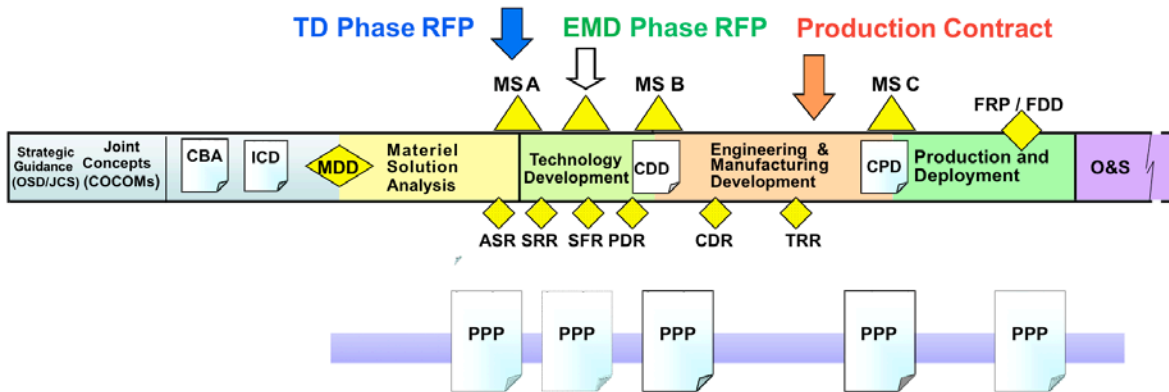 TD Phase RFP
EMD Phase RFP
Production Contract
MS A
MS B
MS C
FRP / FDD
Strategic
Guidance
(OSD/JCS)
Joint
Concepts
(COCOMs)
CBA
ICD
MDD
Materiel
Solution
Analysis
Technology
Development
CDD
Engineering &
Manufacturing
Development
CPD
Production and
Deployment
O&S
ASR
SRR
SFR
PDR
CDR
TRR
PPP
PPP
PPP
PPP
PPP